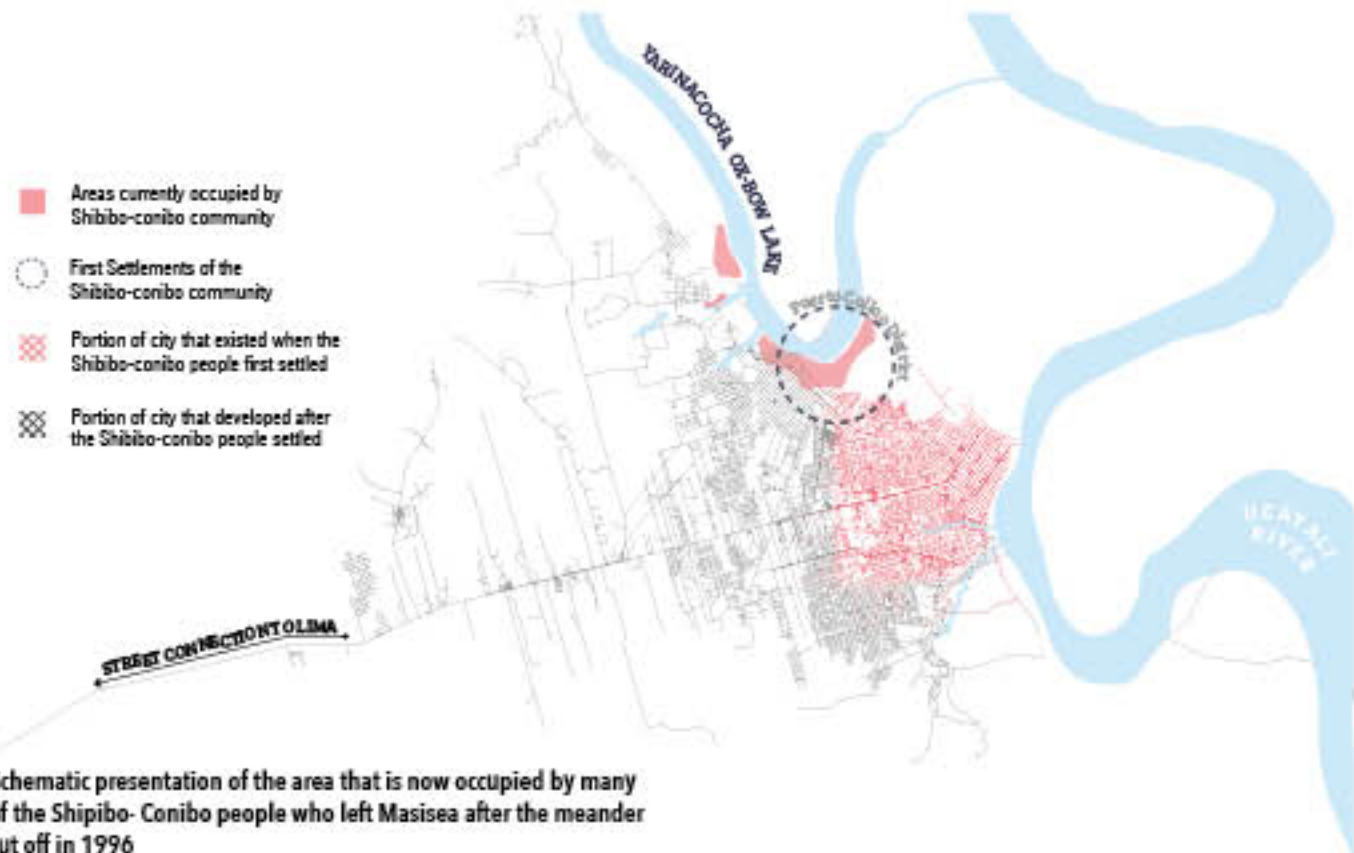 YARINACOCHA OX-BOW LAKE
Areas currently occupied by
Shibibo-conibo community
First Settlements of the
Shibibo-conibo community
Puerto Callao District
Portion of city that existed when the
Shibibo-conibo people first settled
Portion of city that developed after
the Shibibo-conibo people settled
UCAYALI
RIVER
STREET CONNECTION TO LIMA
chematic presentation of the area that is now occupied by many
f the Shipibo- Conibo people who left Masisea after the meander
ut off in 1996